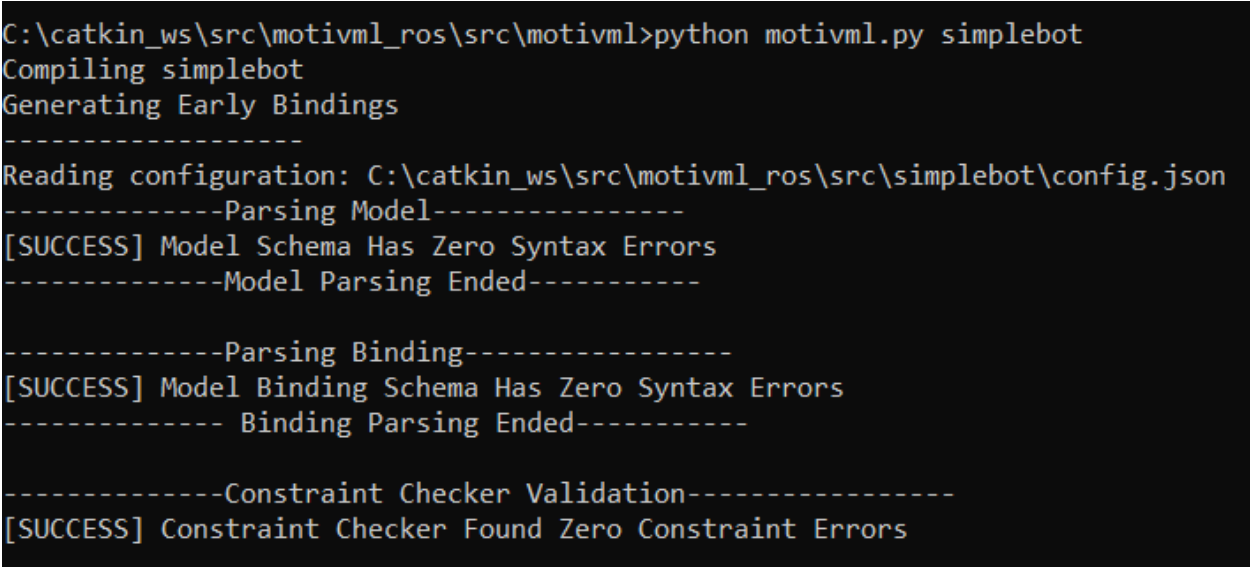 C:\catkin_ws\src\motivml_ros\src\motivml>python motivml.py simplebot
Compiling simplebot
Generating Early Bindings
-------------------
Reading configuration: C:\catkin_ws\src\motivml_ros\src\simplebot\config.json
--------------Parsing Model----------------
[SUCCESS] Model Schema Has Zero Syntax Errors
--------------Model Parsing Ended-----------
--------------Parsing Binding-----------------
[SUCCESS] Model Binding Schema Has Zero Syntax Errors
-------------- Binding Parsing Ended-----------
--------------Constraint Checker Validation-----------------
[SUCCESS] Constraint Checker Found Zero Constraint Errors